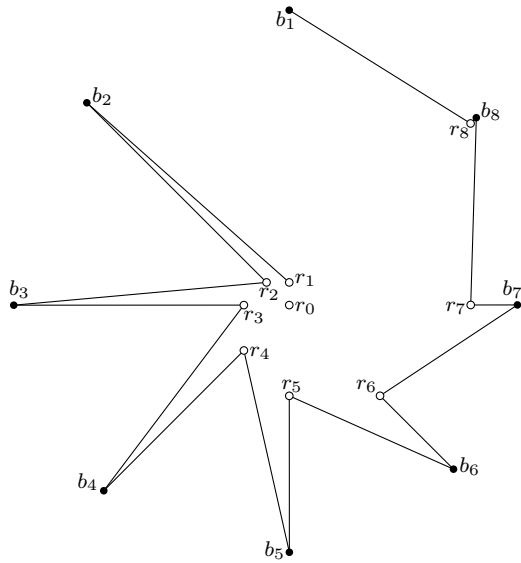 b₁
b₂
b₈
r₈
r₁
r₂
b₃
r₃
r₀
r₇
b₇
r₄
r₅
r₆
b₄
b₆
b₅